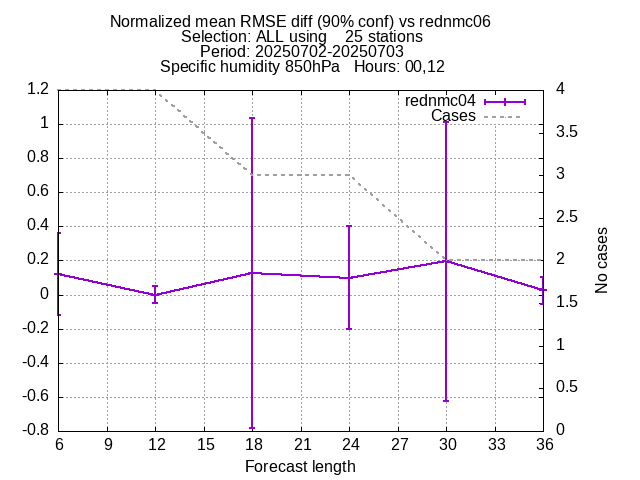 Normalized mean RMSE diff (90% conf) vs rednmc06
Selection: ALL using    25 stations
Period: 20250702-20250703
Specific humidity 850hPa   Hours: 00,12
rednmc04
Cases
1.2
1
0.8
0.6
0.4
0.2
0
-0.2
-0.4
-0.6
-0.8
4
3.5
3
2.5
2
1.5
1
0.5
0
No cases
6 9 12 15 18 21 24 27 30 33 36
Forecast length